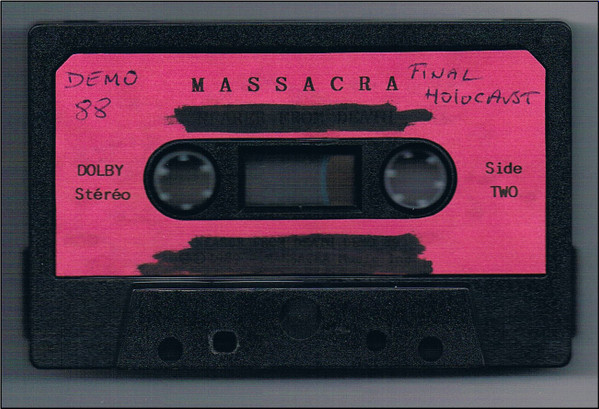 DEMO
88
MASSACRA
FINAL
HOLOCAUST
DOLBY
Stéréo
Side
TWO